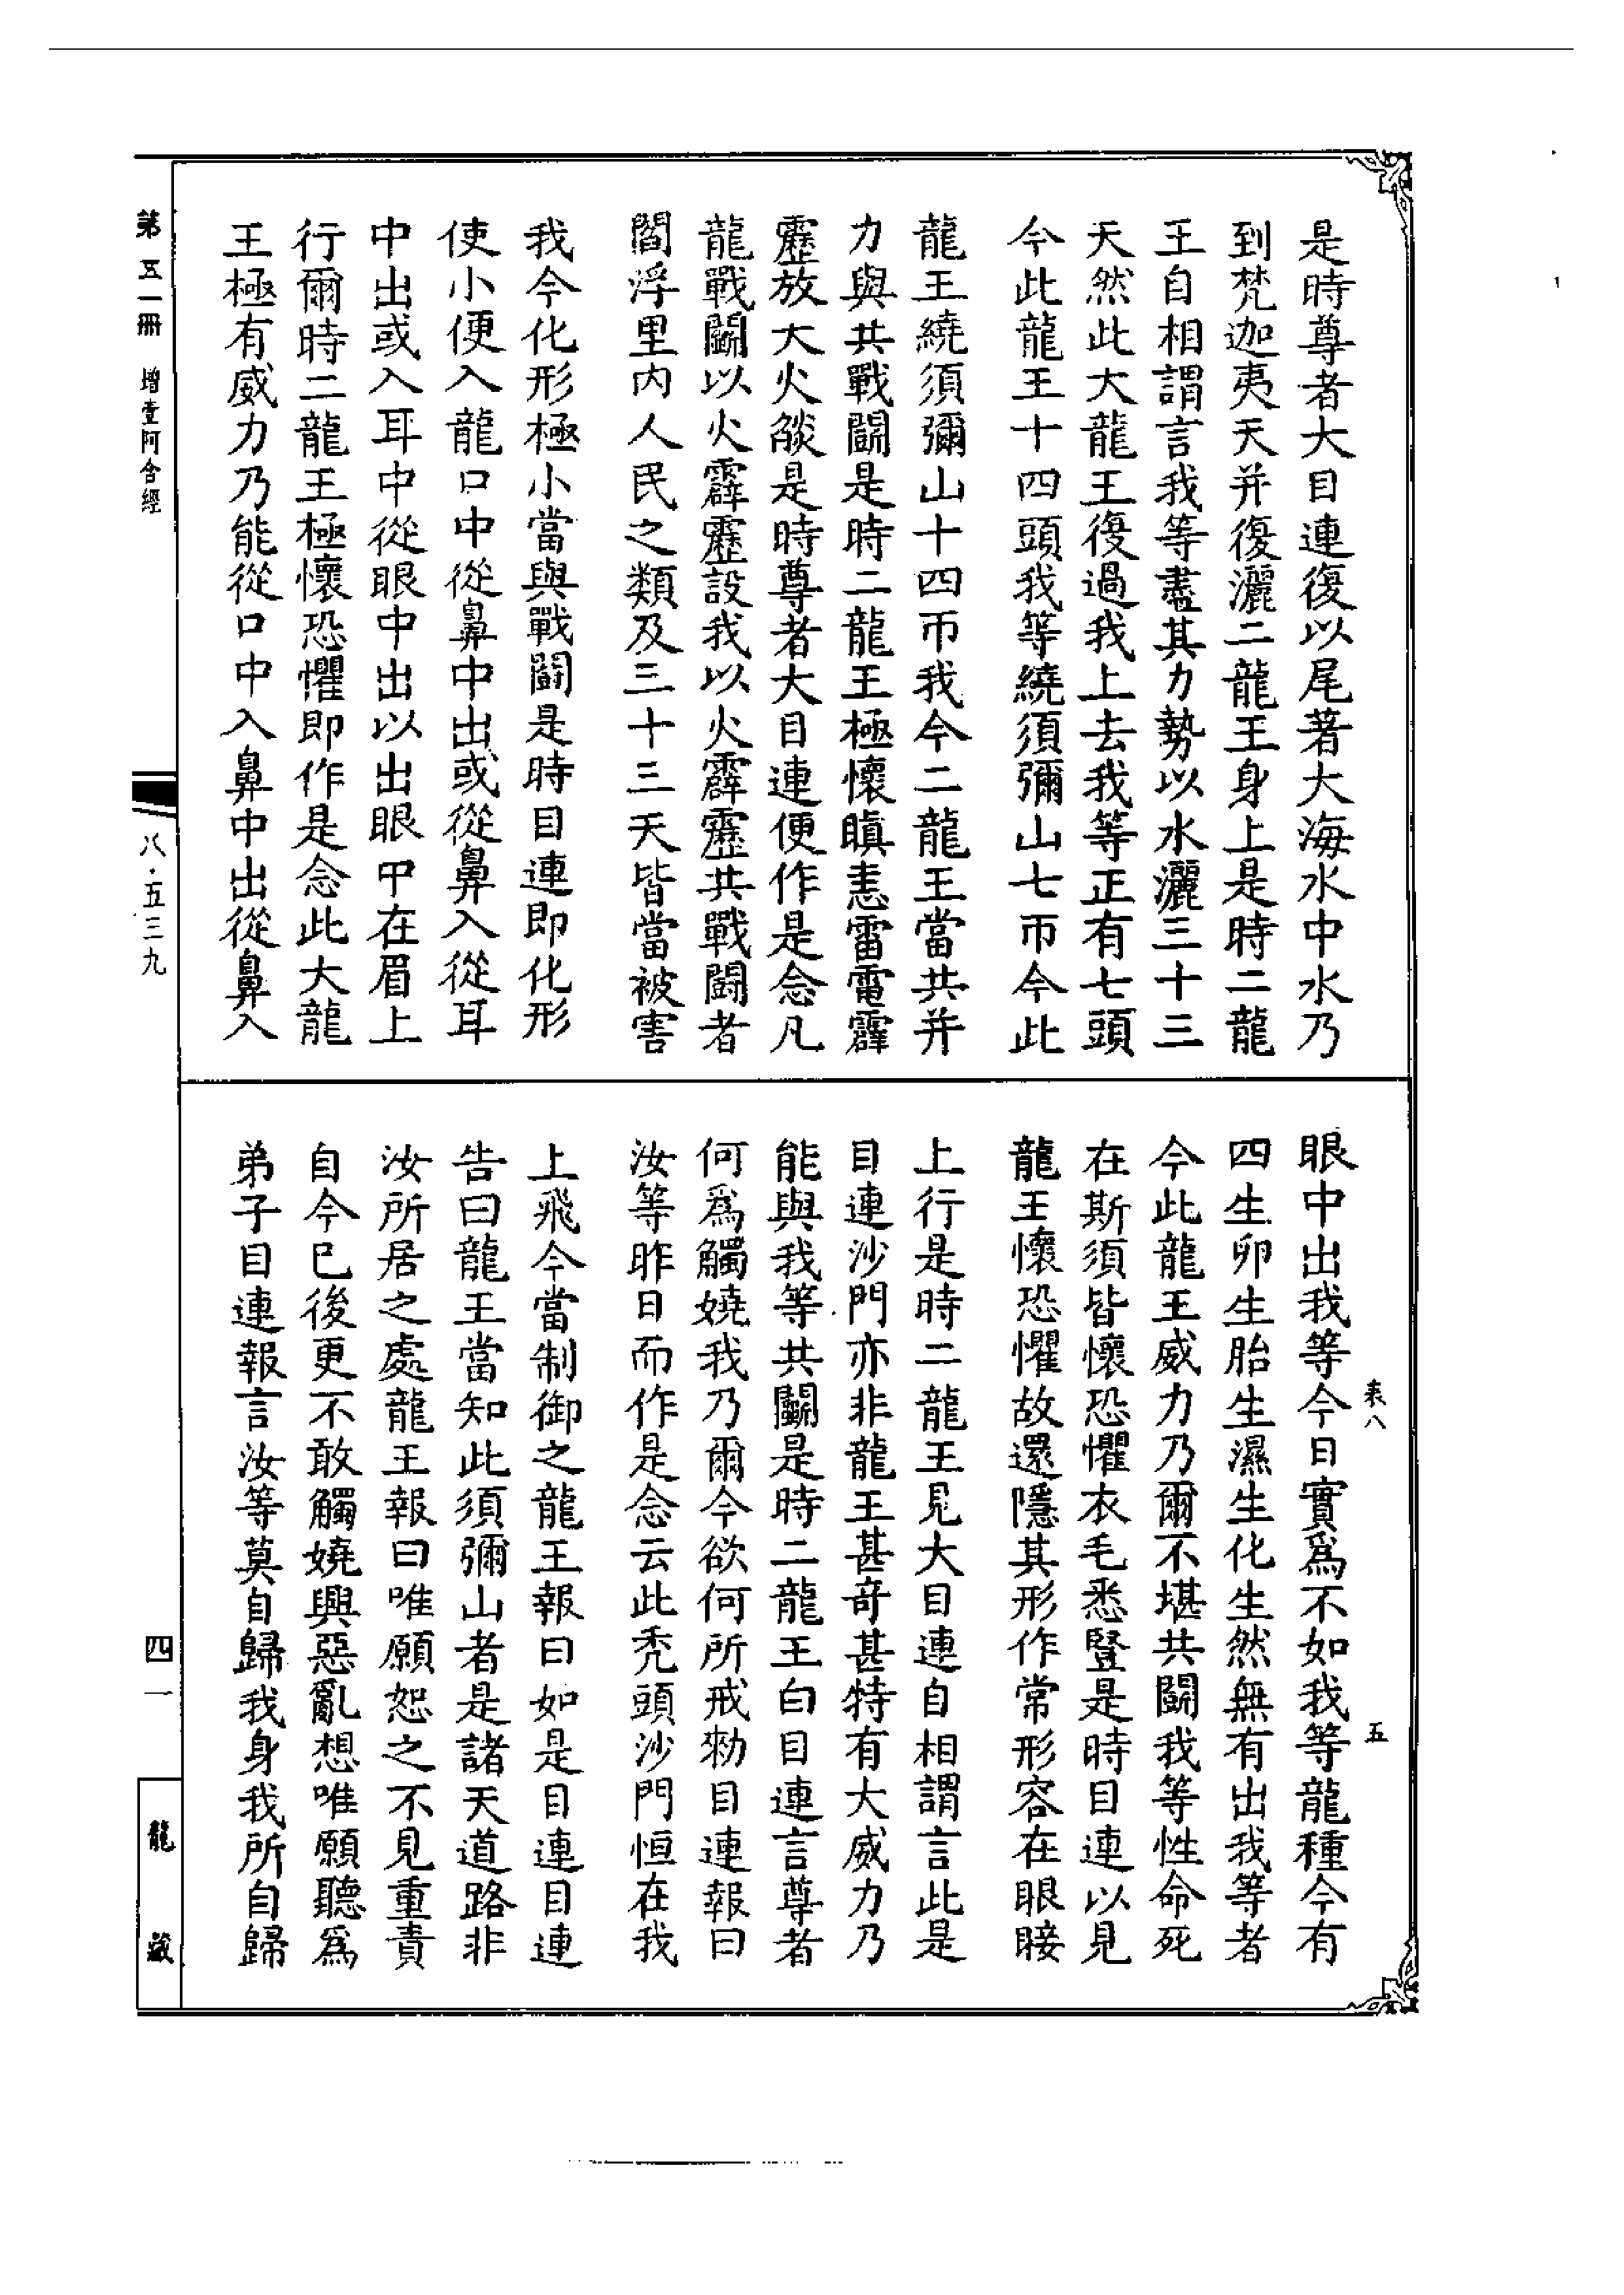 是時尊者大目連復以尾著大海水中水乃
到梵迦夷天并復灑二龍王身上是時二龍
王自相謂言我等盡其力勢以水灑三十三
天然此大龍王復過我上去我等正有七頭
今此龍王十四頭我等繞須彌山七帀今此
龍王繞須彌山十四帀我今二龍王當共并
力與共戰鬬是時二龍王極懷瞋恚雷電霹
靂放大火燄是時尊者大目連便作是念凡
龍戰鬬以火霹靂設我以火霹靂共戰鬬者
閻浮里內人民之類及三十三天皆當被害
我今化形極小當與戰鬬是時目連即化形
使小便入龍口中從鼻中出或從鼻入從耳
中出或入耳中從眼中出以出眼中在眉上
行爾時二龍王極懷恐懼即作是念此大龍
王極有威力乃能從口中入鼻中出從鼻入
眼中出我等今日實為不如我等龍種今有
四生卵生胎生濕生化生然無有出我等者
今此龍王威力乃爾不堪共鬬我等性命死
在斯須皆懷恐懼衣毛悉豎是時目連以見
龍王懷恐懼故還隱其形作常形容在眼睫
上行是時二龍王見大目連自相謂言此是
目連沙門亦非龍王甚奇甚特有大威力乃
能與我等共鬬是時二龍王白目連言尊者
何為觸嬈我乃爾今欲何所戒勑目連報曰
汝等昨日而作是念云此禿頭沙門恒在我
上飛今當制御之龍王報曰如是目連目連
告曰龍王當知此須彌山者是諸天道路非
汝所居之處龍王報曰唯願恕之不見重責
自今已後更不敢觸嬈興惡亂想唯願聽為
弟子目連報言汝等莫自歸我身我所自歸
表八
五
第五一冊 增壹阿含經
八·五三九
四一
龍藏